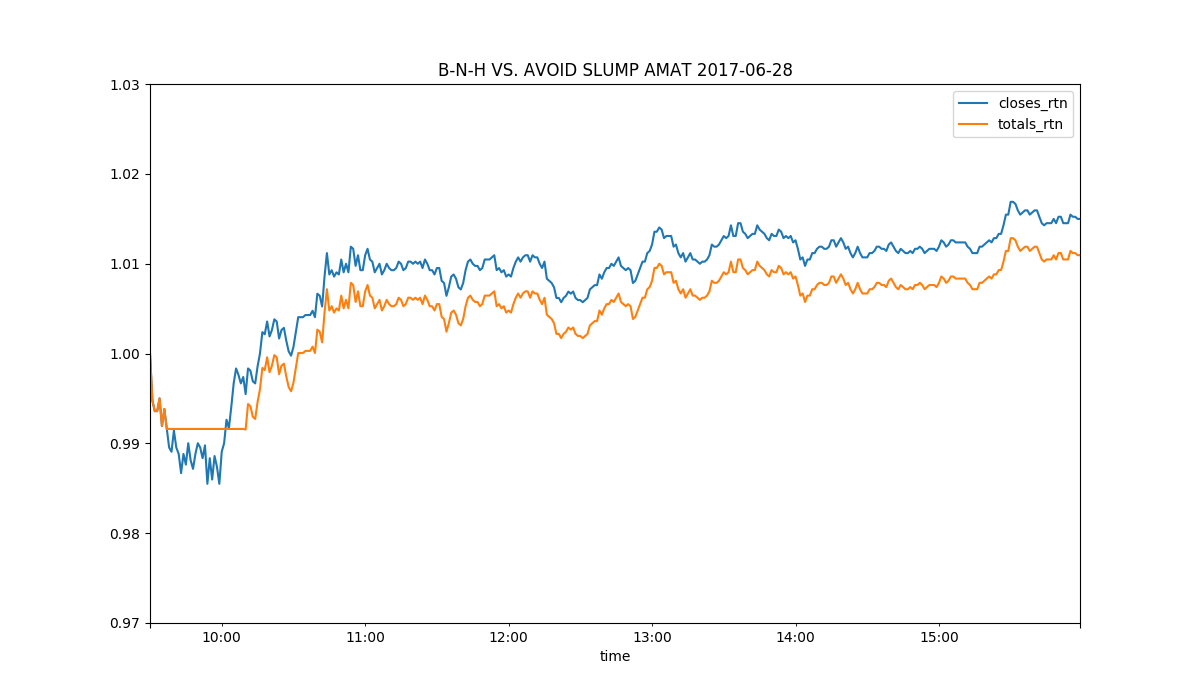 B-N-H VS. AVOID SLUMP AMAT 2017-06-28
closes_rtn
totals_rtn
1.03
1.02
1.01
1.00
0.99
0.98
0.97
10:00 11:00 12:00 13:00 14:00 15:00
time